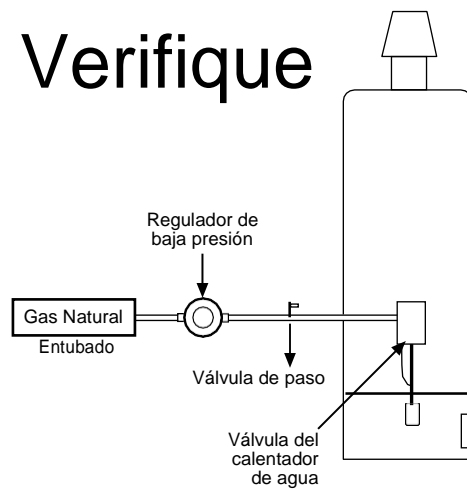 Verifique
Regulador de
baja presión
Gas Natural
Entubado
Válvula de paso
Válvula del
calentador
de agua